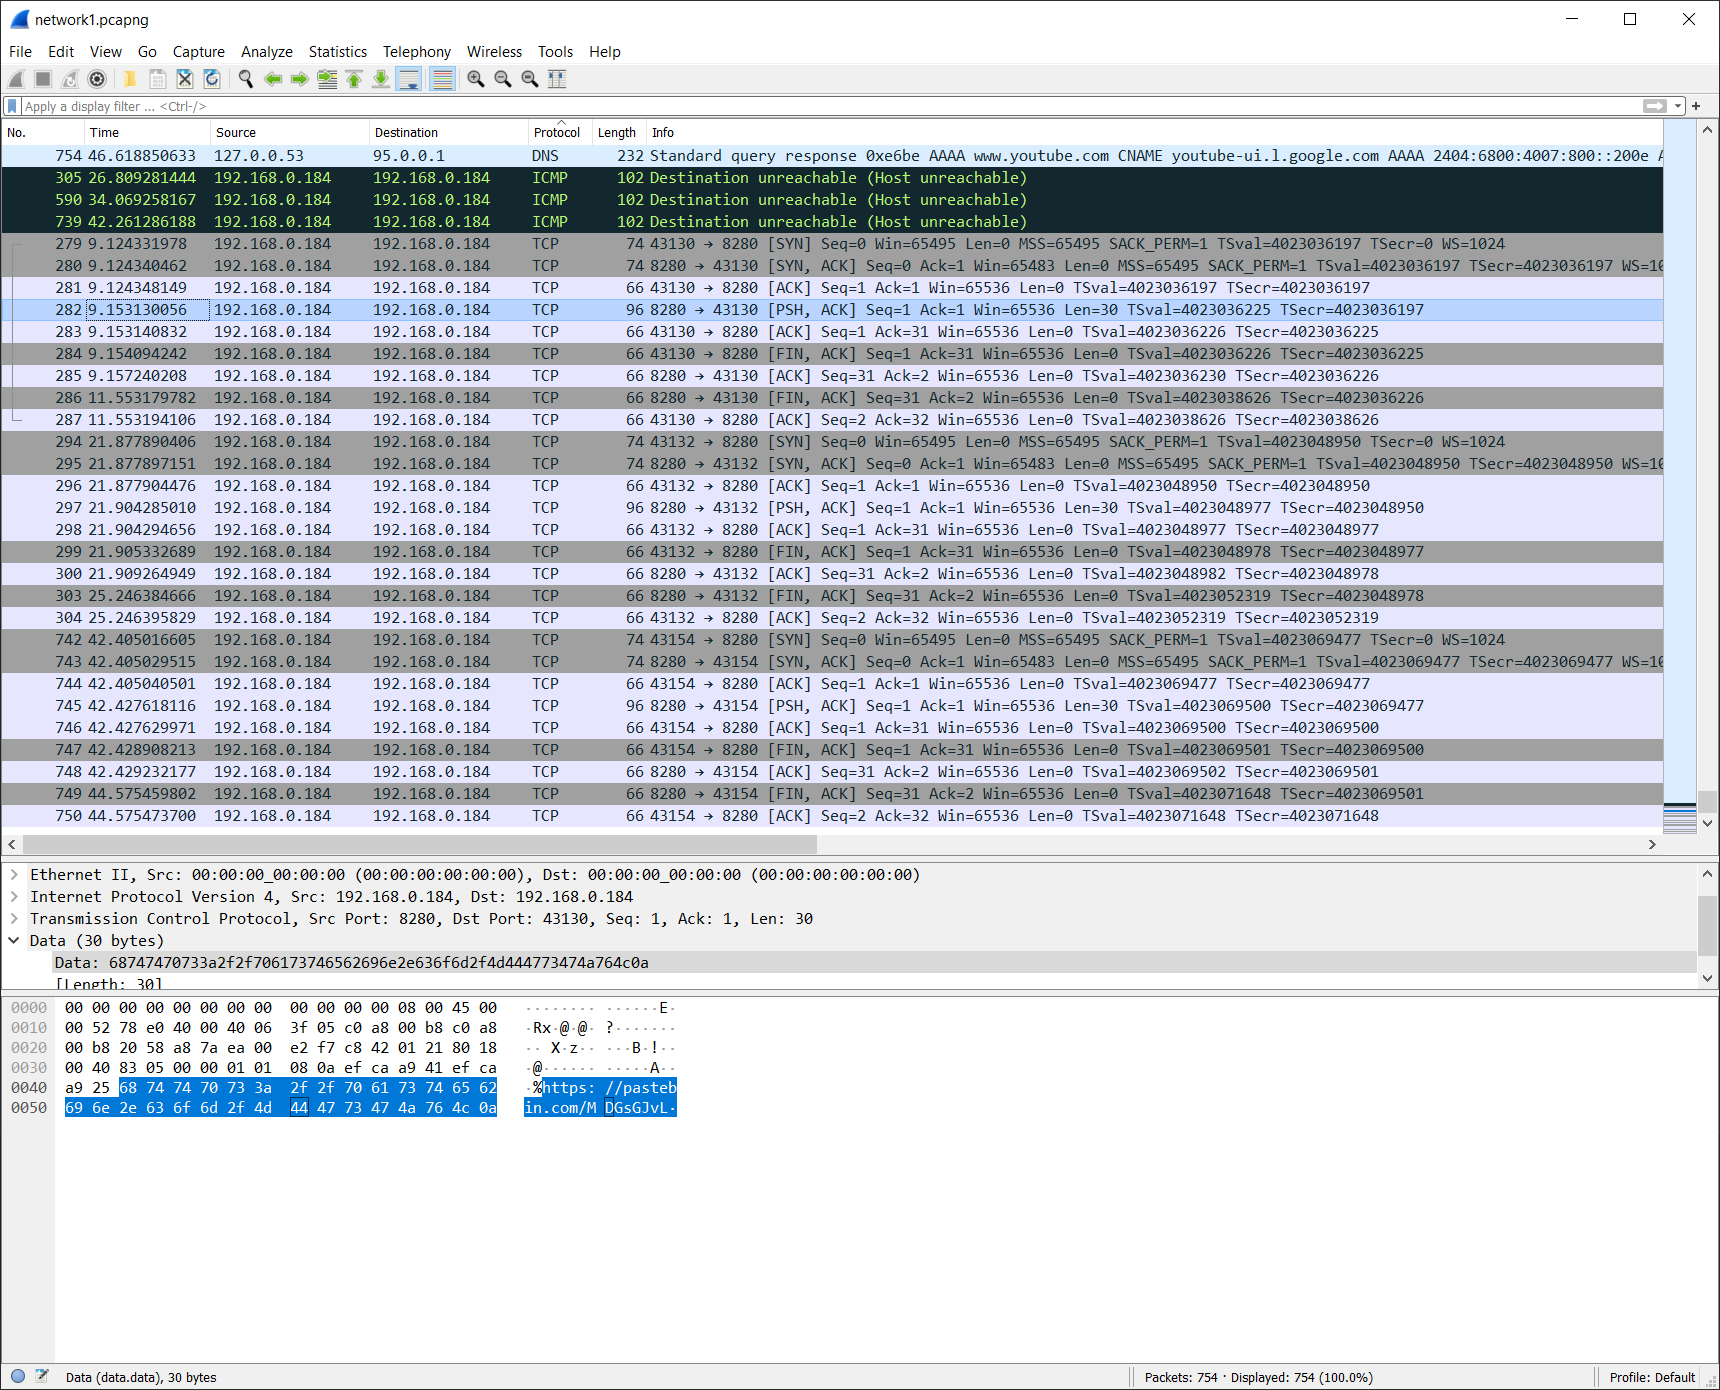 network1.pcapng
File Edit View Go Capture Analyze Statistics Telephony Wireless Tools Help
Apply a display filter ... <Ctrl-/>
No. Time Source Destination Protocol Length Info
754 46.618850633 127.0.0.53 95.0.0.1 DNS 232 Standard query response 0xe6be AAAA www.youtube.com CNAME youtube-ui.l.google.com AAAA 2404:6800:4007:800::200e A
305 26.809281444 192.168.0.184 192.168.0.184 ICMP 102 Destination unreachable (Host unreachable)
590 34.069258167 192.168.0.184 192.168.0.184 ICMP 102 Destination unreachable (Host unreachable)
739 42.261286188 192.168.0.184 192.168.0.184 ICMP 102 Destination unreachable (Host unreachable)
279 9.124331978 192.168.0.184 192.168.0.184 TCP 74 43130 → 8280 [SYN] Seq=0 Win=65495 Len=0 MSS=65495 SACK_PERM=1 TSval=4023036197 TSecr=0 WS=1024
280 9.124340462 192.168.0.184 192.168.0.184 TCP 74 8280 → 43130 [SYN, ACK] Seq=0 Ack=1 Win=65483 Len=0 MSS=65495 SACK_PERM=1 TSval=4023036197 TSecr=4023036197 WS=10
281 9.124348149 192.168.0.184 192.168.0.184 TCP 66 43130 → 8280 [ACK] Seq=1 Ack=1 Win=65536 Len=0 TSval=4023036197 TSecr=4023036197
282 9.153130056 192.168.0.184 192.168.0.184 TCP 96 8280 → 43130 [PSH, ACK] Seq=1 Ack=1 Win=65536 Len=30 TSval=4023036225 TSecr=4023036197
283 9.153140832 192.168.0.184 192.168.0.184 TCP 66 43130 → 8280 [ACK] Seq=1 Ack=31 Win=65536 Len=0 TSval=4023036226 TSecr=4023036225
284 9.154094242 192.168.0.184 192.168.0.184 TCP 66 43130 → 8280 [FIN, ACK] Seq=1 Ack=31 Win=65536 Len=0 TSval=4023036226 TSecr=4023036225
285 9.157240208 192.168.0.184 192.168.0.184 TCP 66 8280 → 43130 [ACK] Seq=31 Ack=2 Win=65536 Len=0 TSval=4023036230 TSecr=4023036226
286 11.553179782 192.168.0.184 192.168.0.184 TCP 66 8280 → 43130 [FIN, ACK] Seq=31 Ack=2 Win=65536 Len=0 TSval=4023038626 TSecr=4023036226
287 11.553194106 192.168.0.184 192.168.0.184 TCP 66 43130 → 8280 [ACK] Seq=2 Ack=32 Win=65536 Len=0 TSval=4023038626 TSecr=4023038626
294 21.877890406 192.168.0.184 192.168.0.184 TCP 74 43132 → 8280 [SYN] Seq=0 Win=65495 Len=0 MSS=65495 SACK_PERM=1 TSval=4023048950 TSecr=0 WS=1024
295 21.877897151 192.168.0.184 192.168.0.184 TCP 74 8280 → 43132 [SYN, ACK] Seq=0 Ack=1 Win=65483 Len=0 MSS=65495 SACK_PERM=1 TSval=4023048950 TSecr=4023048950 WS=10
296 21.877904476 192.168.0.184 192.168.0.184 TCP 66 43132 → 8280 [ACK] Seq=1 Ack=1 Win=65536 Len=0 TSval=4023048950 TSecr=4023048950
297 21.904285010 192.168.0.184 192.168.0.184 TCP 96 8280 → 43132 [PSH, ACK] Seq=1 Ack=1 Win=65536 Len=30 TSval=4023048977 TSecr=4023048950
298 21.904294656 192.168.0.184 192.168.0.184 TCP 66 43132 → 8280 [ACK] Seq=1 Ack=31 Win=65536 Len=0 TSval=4023048977 TSecr=4023048977
299 21.905332689 192.168.0.184 192.168.0.184 TCP 66 43132 → 8280 [FIN, ACK] Seq=1 Ack=31 Win=65536 Len=0 TSval=4023048978 TSecr=4023048977
300 21.909264949 192.168.0.184 192.168.0.184 TCP 66 8280 → 43132 [ACK] Seq=31 Ack=2 Win=65536 Len=0 TSval=4023048982 TSecr=4023048978
303 25.246384666 192.168.0.184 192.168.0.184 TCP 66 8280 → 43132 [FIN, ACK] Seq=31 Ack=2 Win=65536 Len=0 TSval=4023052319 TSecr=4023048978
304 25.246395829 192.168.0.184 192.168.0.184 TCP 66 43132 → 8280 [ACK] Seq=2 Ack=32 Win=65536 Len=0 TSval=4023052319 TSecr=4023052319
742 42.405016605 192.168.0.184 192.168.0.184 TCP 74 43154 → 8280 [SYN] Seq=0 Win=65495 Len=0 MSS=65495 SACK_PERM=1 TSval=4023069477 TSecr=0 WS=1024
743 42.405029515 192.168.0.184 192.168.0.184 TCP 74 8280 → 43154 [SYN, ACK] Seq=0 Ack=1 Win=65483 Len=0 MSS=65495 SACK_PERM=1 TSval=4023069477 TSecr=4023069477 WS=10
744 42.405040501 192.168.0.184 192.168.0.184 TCP 66 43154 → 8280 [ACK] Seq=1 Ack=1 Win=65536 Len=0 TSval=4023069477 TSecr=4023069477
745 42.427618116 192.168.0.184 192.168.0.184 TCP 96 8280 → 43154 [PSH, ACK] Seq=1 Ack=1 Win=65536 Len=30 TSval=4023069500 TSecr=4023069477
746 42.427629971 192.168.0.184 192.168.0.184 TCP 66 43154 → 8280 [ACK] Seq=1 Ack=31 Win=65536 Len=0 TSval=4023069500 TSecr=4023069500
747 42.428908213 192.168.0.184 192.168.0.184 TCP 66 43154 → 8280 [FIN, ACK] Seq=1 Ack=31 Win=65536 Len=0 TSval=4023069501 TSecr=4023069500
748 42.429232177 192.168.0.184 192.168.0.184 TCP 66 8280 → 43154 [ACK] Seq=31 Ack=2 Win=65536 Len=0 TSval=4023069502 TSecr=4023069501
749 44.575459802 192.168.0.184 192.168.0.184 TCP 66 8280 → 43154 [FIN, ACK] Seq=31 Ack=2 Win=65536 Len=0 TSval=4023071648 TSecr=4023069501
750 44.575473700 192.168.0.184 192.168.0.184 TCP 66 43154 → 8280 [ACK] Seq=2 Ack=32 Win=65536 Len=0 TSval=4023071648 TSecr=4023071648
Ethernet II, Src: 00:00:00_00:00:00 (00:00:00:00:00:00), Dst: 00:00:00_00:00:00 (00:00:00:00:00:00)
Internet Protocol Version 4, Src: 192.168.0.184, Dst: 192.168.0.184
Transmission Control Protocol, Src Port: 8280, Dst Port: 43130, Seq: 1, Ack: 1, Len: 30
Data (30 bytes)
Data: 68747470733a2f2f706173746562696e2e636f6d2f4d444773474a764c0a
[Length: 30]
0000 00 00 00 00 00 00 00 00 00 00 00 00 08 00 45 00 ········ ······E·
0010 00 52 78 e0 40 00 40 06 3f 05 c0 a8 00 b8 c0 a8 ·Rx·@·@· ?·······
0020 00 b8 20 58 a8 7a ea 00 e2 f7 c8 42 01 21 80 18 ·· X·z·· ···B·!··
0030 00 40 83 05 00 00 01 01 08 0a ef ca a9 41 ef ca ·@······ ·····A··
0040 a9 25 68 74 74 70 73 3a 2f 2f 70 61 73 74 65 62 ·%https: //pasteb
0050 69 6e 2e 63 6f 6d 2f 4d 44 47 73 47 4a 76 4c 0a in.com/M DGsGJvL·
Data (data.data), 30 bytes Packets: 754 · Displayed: 754 (100.0%) Profile: Default